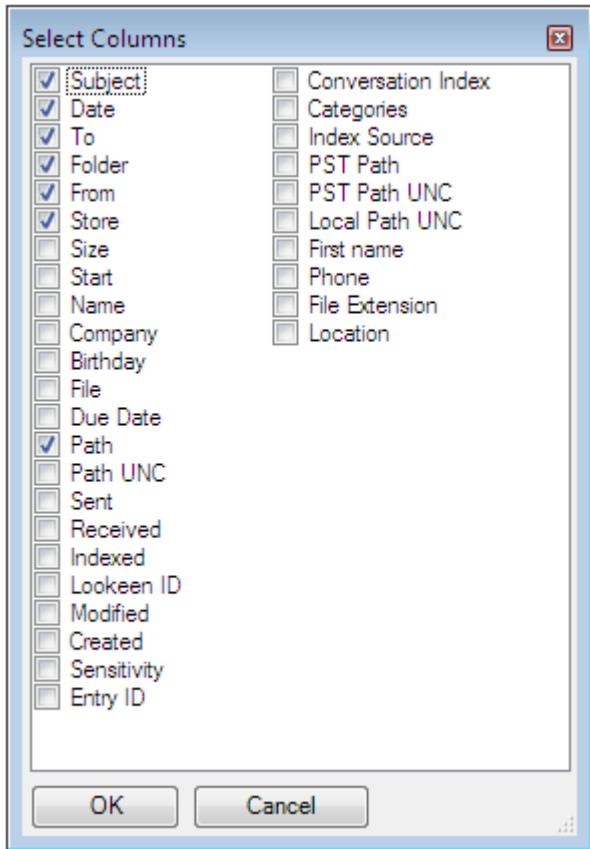 Select Columns
Subject
Date
To
Folder
From
Store
Size
Start
Name
Company
Birthday
File
Due Date
Path
Path UNC
Sent
Received
Indexed
Lookeen ID
Modified
Created
Sensitivity
Entry ID
Conversation Index
Categories
Index Source
PST Path
PST Path UNC
Local Path UNC
First name
Phone
File Extension
Location
OK
Cancel